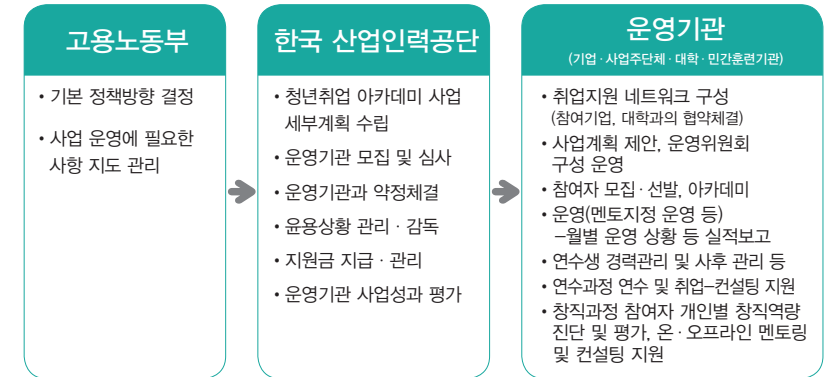 고용노동부
• 기본 정책방향 결정
• 사업 운영에 필요한
사항 지도 관리
한국 산업인력공단
• 청년취업 아카데미 사업
세부계획 수립
• 운영기관 모집 및 심사
• 운영기관과 약정체결
• 윤용상황 관리 · 감독
• 지원금 지급 · 관리
• 운영기관 사업성과 평가
운영기관
(기업 · 사업주단체 · 대학 · 민간훈련기관)
• 취업지원 네트워크 구성
(참여기업, 대학과의 협약체결)
• 사업계획 제안, 운영위원회
구성 운영
• 참여자 모집 · 선발, 아카데미
• 운영(멘토지정 운영 등)
–월별 운영 상황 등 실적보고
• 연수생 경력관리 및 사후 관리 등
• 연수과정 연수 및 취업–컨설팅 지원
• 창직과정 참여자 개인별 창직역량
진단 및 평가, 온 · 오프라인 멘토링
및 컨설팅 지원